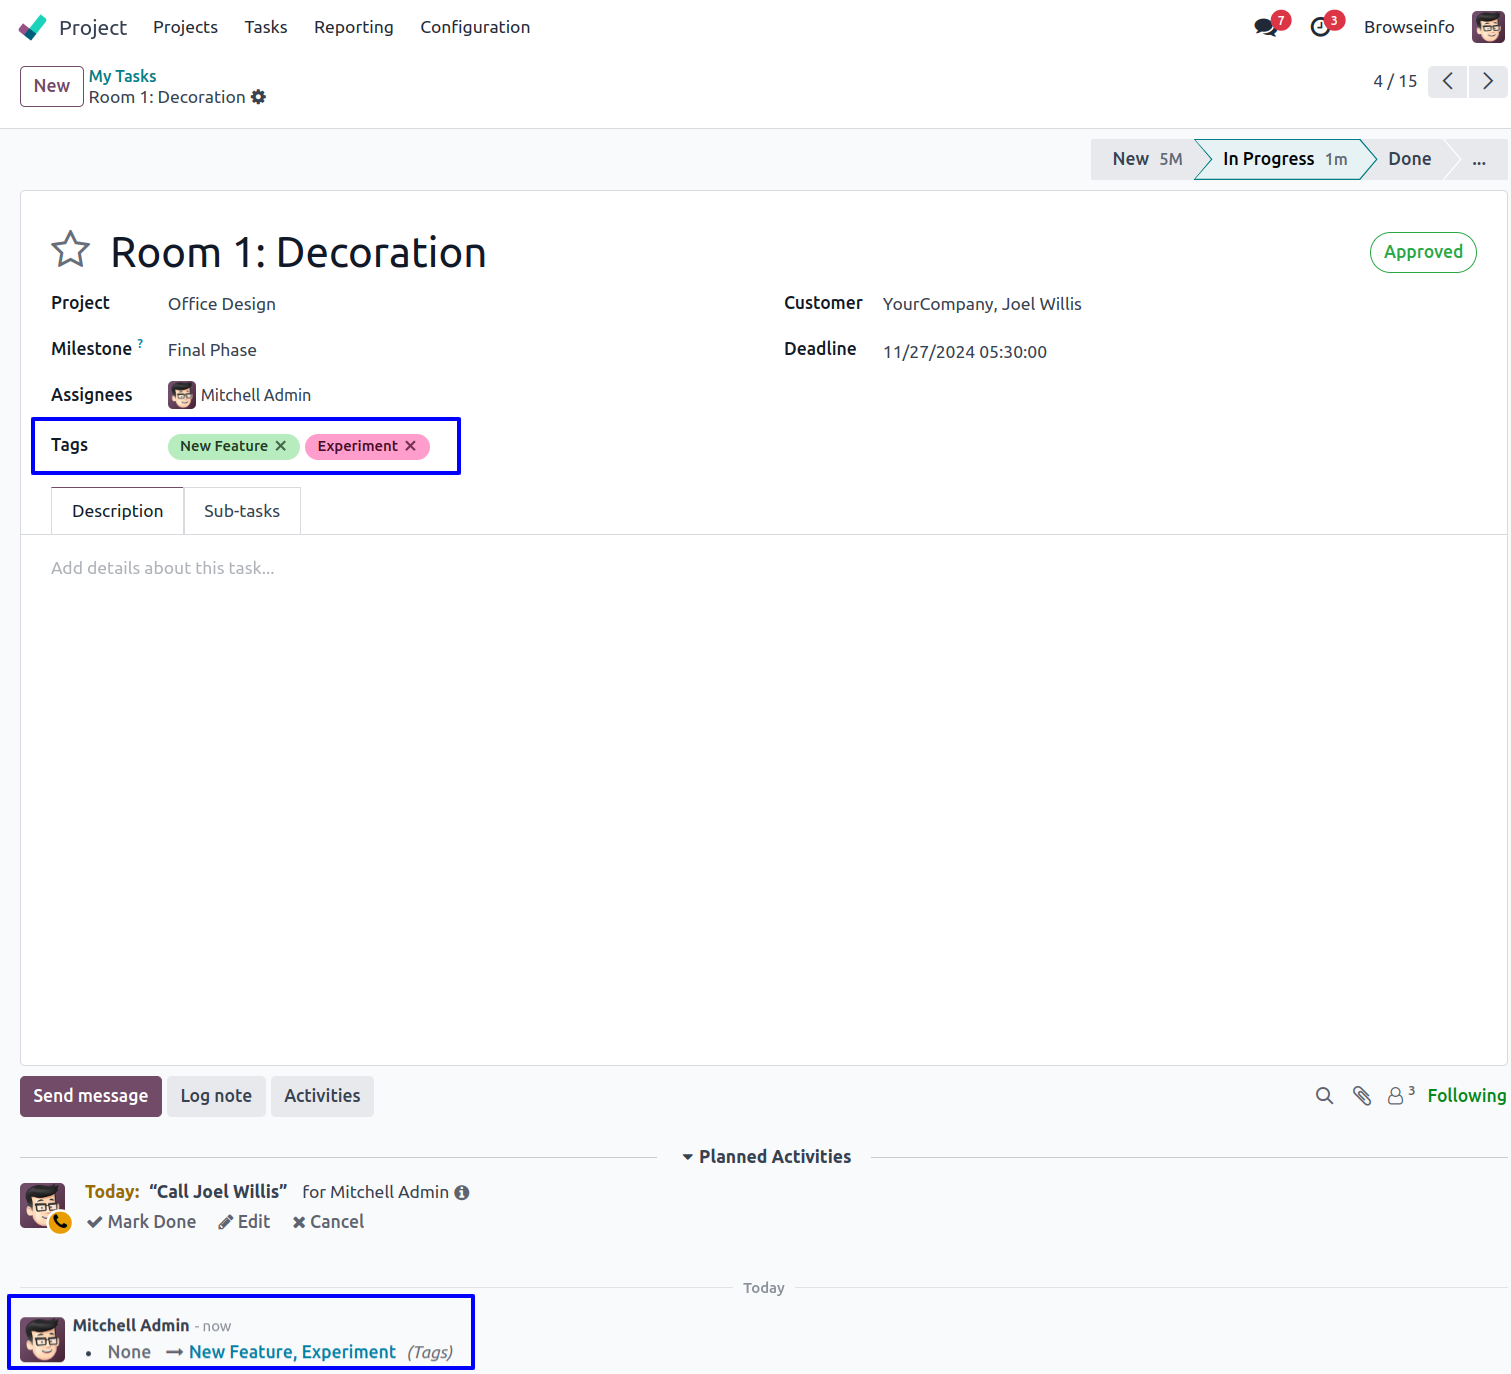 Project Projects Tasks Reporting Configuration 7 3 Browseinfo
New My Tasks
Room 1: Decoration 4 / 15
New 5M In Progress 1m Done ...
Room 1: Decoration Approved
Project Office Design Customer YourCompany, Joel Willis
Milestone ? Final Phase Deadline 11/27/2024 05:30:00
Assignees Mitchell Admin
Tags New Feature ✕ Experiment ✕
Description Sub-tasks
Add details about this task...
Send message Log note Activities 3 Following
Planned Activities
Today: “Call Joel Willis” for Mitchell Admin
Mark Done Edit Cancel
Today
Mitchell Admin - now
• None → New Feature, Experiment (Tags)